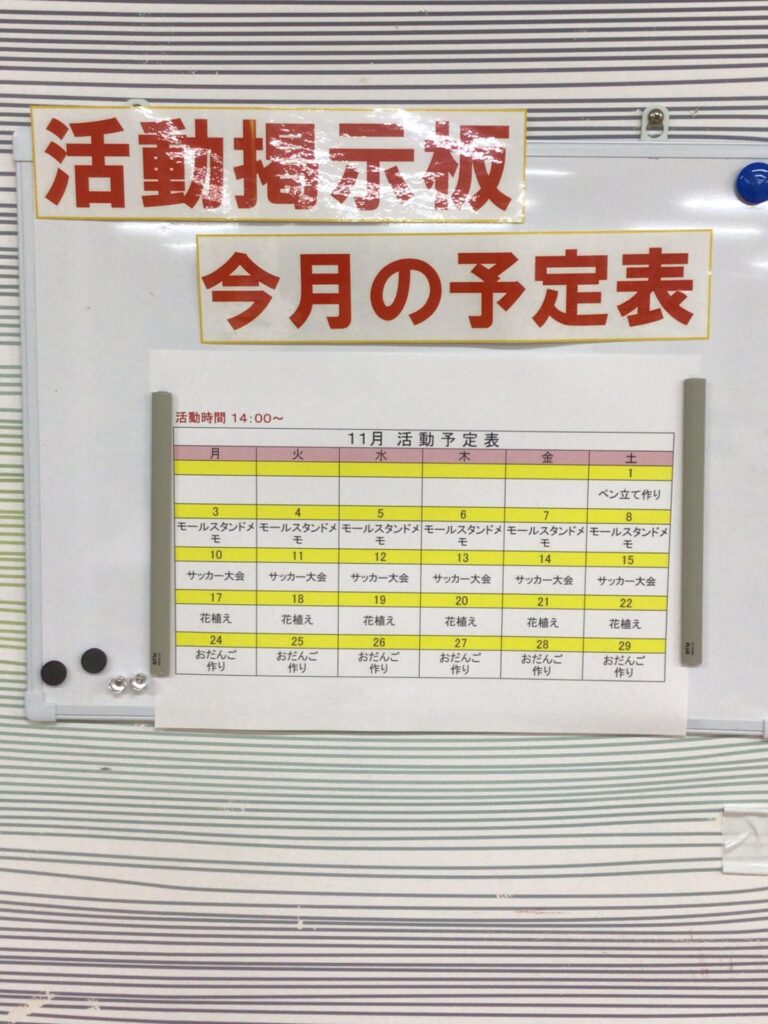 活動掲示板
今月の予定表
活動時間 14:00～
11月 活動予定表
月 火 水 木 金 土
1
ペン立て作り
3 4 5 6 7 8
モールスタンドメモ モールスタンドメモ モールスタンドメモ モールスタンドメモ モールスタンドメモ モールスタンドメモ
10 11 12 13 14 15
サッカー大会 サッカー大会 サッカー大会 サッカー大会 サッカー大会 サッカー大会
17 18 19 20 21 22
花植え 花植え 花植え 花植え 花植え 花植え
24 25 26 27 28 29
おだんご作り おだんご作り おだんご作り おだんご作り おだんご作り おだんご作り
PLUS
PLUS